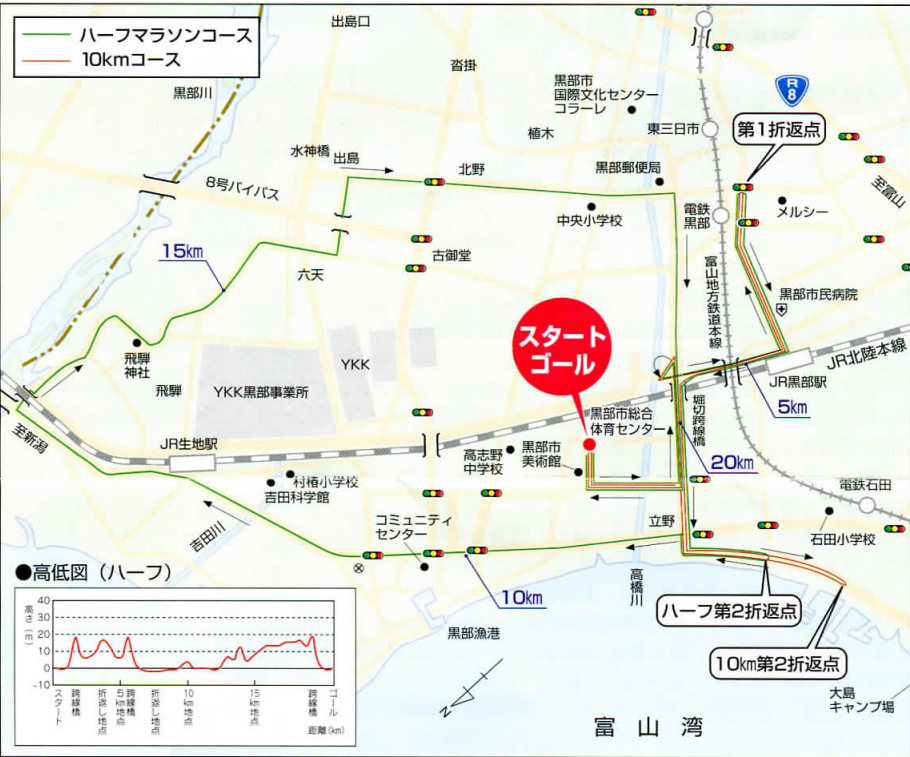 ハーフマラソンコース
10kmコース
出島口
沓掛
黒部川
黒部市
国際文化センター
コラーレ
植木
東三日市
R
8
第1折返点
水神橋
出島
北野
黒部郵便局
8号バイパス
中央小学校
電鉄
黒部
メルシー
至富山
15km
古御堂
六天
富山地方鉄道本線
黒部市民病院
スタート
ゴール
飛騨
神社
飛騨
YKK黒部事業所
YKK
JR北陸本線
JR黒部駅
5km
黒部市総合
体育センター
堀切跨線橋
至新潟
JR生地駅
高志野
中学校
黒部市
美術館
20km
村椿小学校
吉田科学館
電鉄石田
吉田川
コミュニティ
センター
立野
石田小学校
10km
高橋川
ハーフ第2折返点
黒部漁港
10km第2折返点
大島
キャンプ場
N
富山湾
●高低図（ハーフ）
高さ(m)
40
30
20
10
0
-10
スタート
跨線橋
折返し地点
5km地点
跨線橋
折返し地点
10km地点
15km地点
跨線橋
ゴール
距離(km)